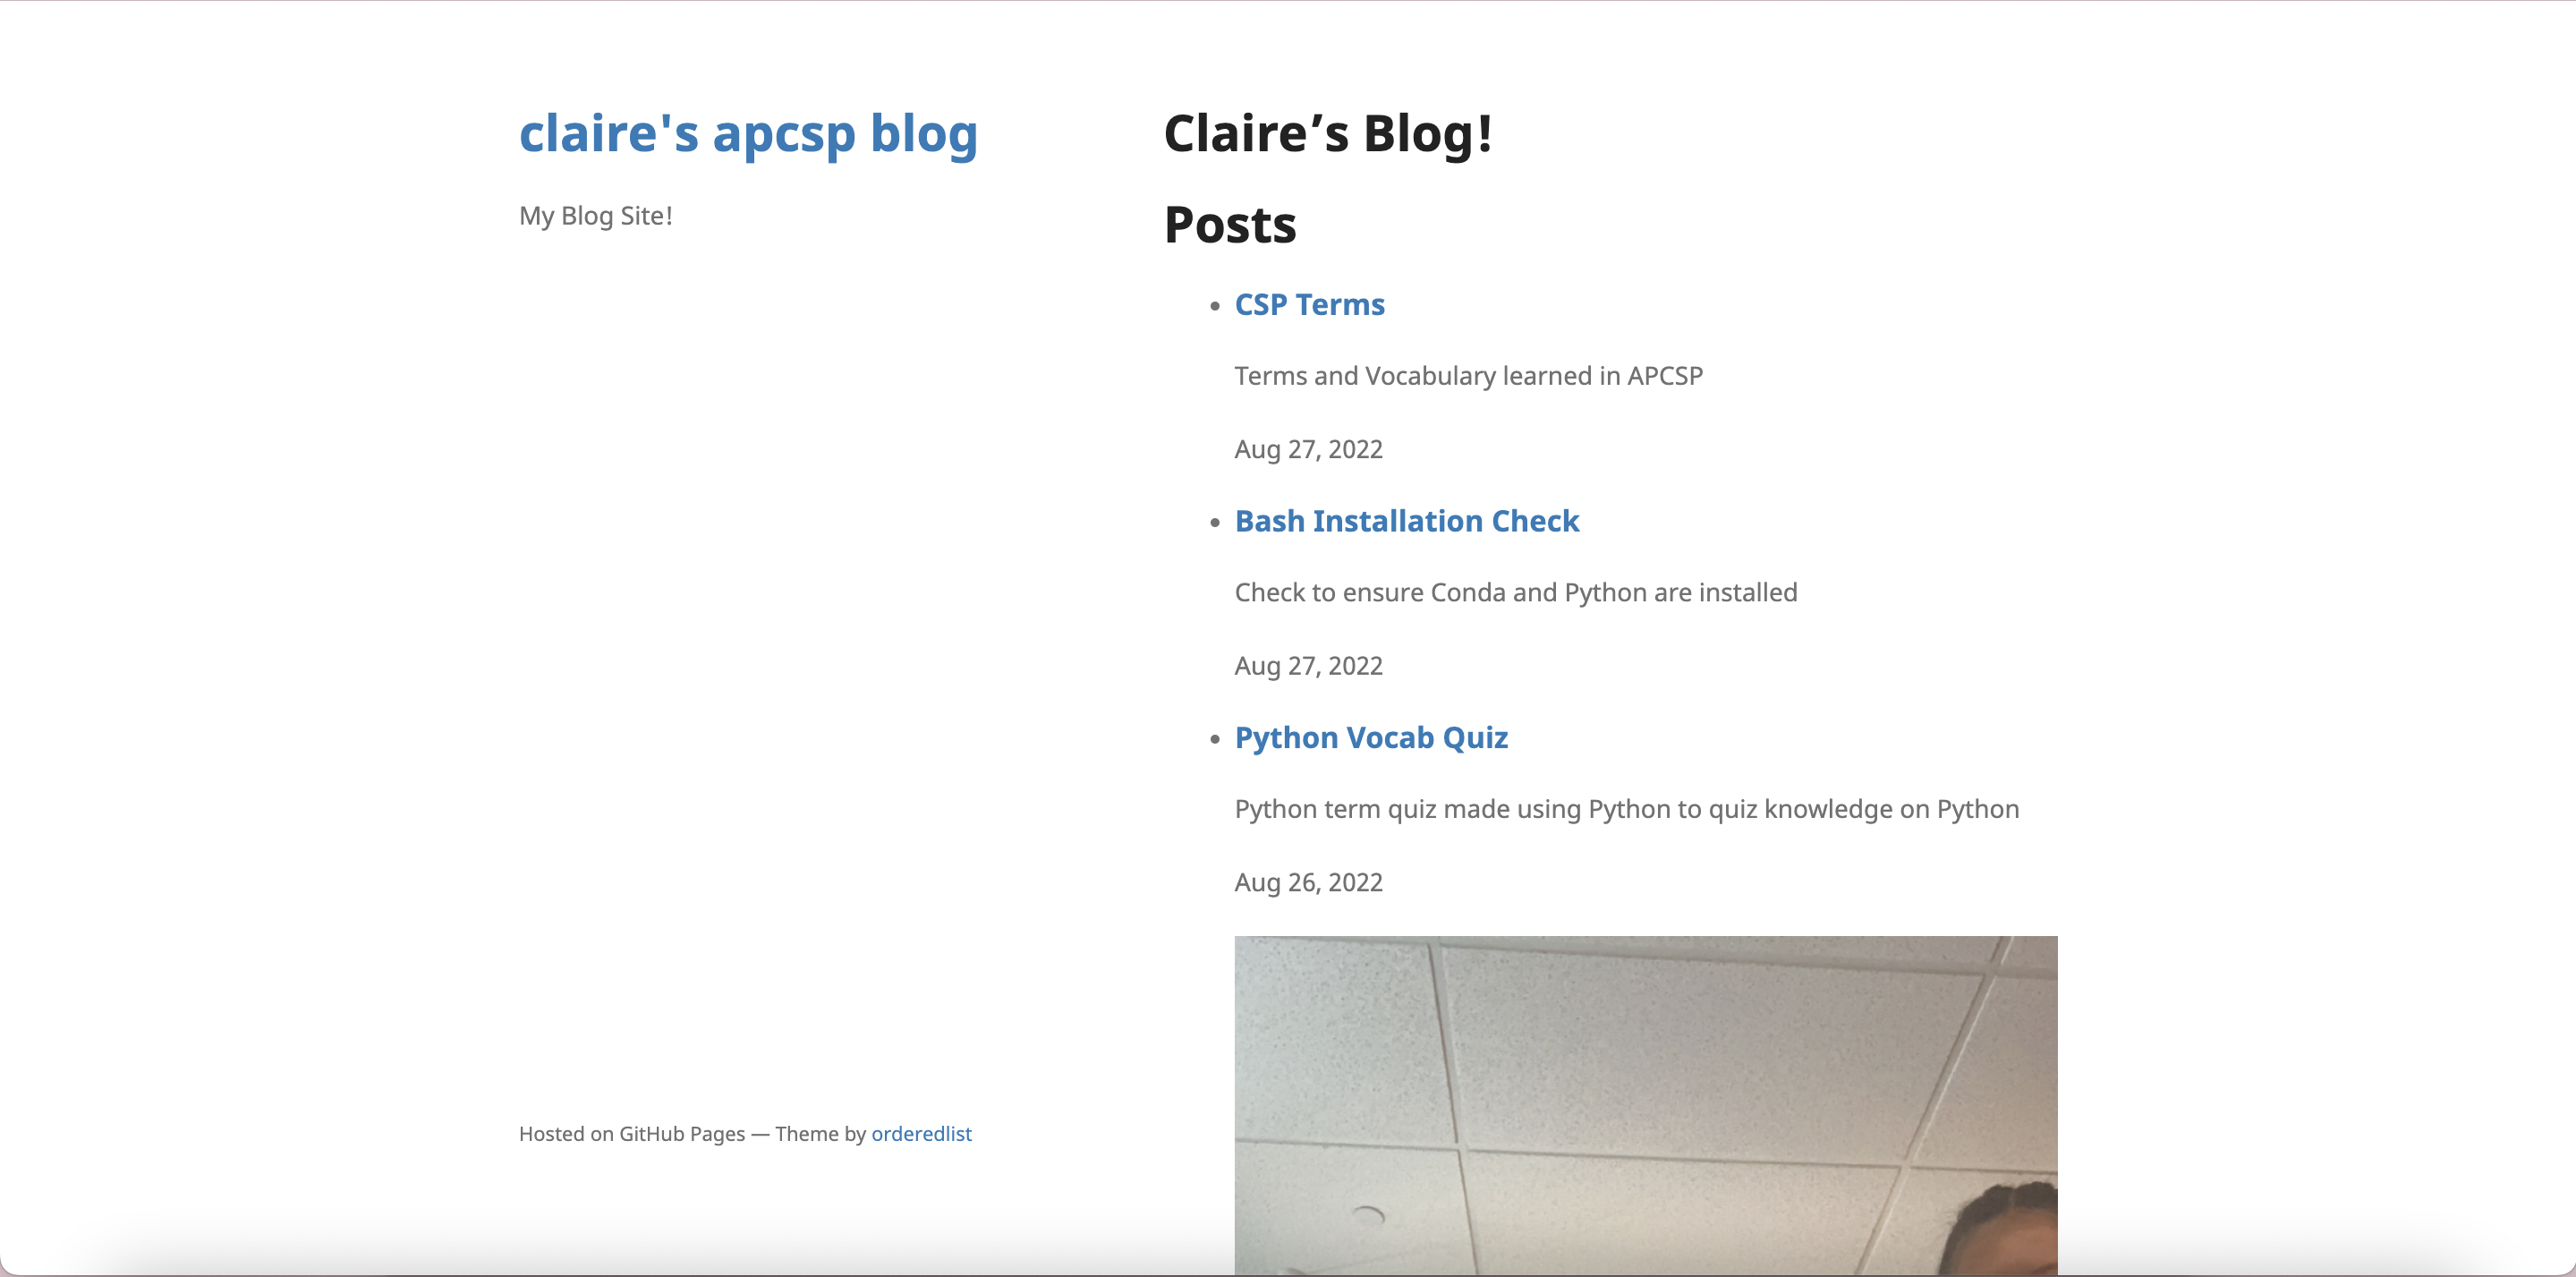 claire's apcsp blog
My Blog Site!
Claire’s Blog!
Posts
CSP Terms
Terms and Vocabulary learned in APCSP
Aug 27, 2022
Bash Installation Check
Check to ensure Conda and Python are installed
Aug 27, 2022
Python Vocab Quiz
Python term quiz made using Python to quiz knowledge on Python
Aug 26, 2022
Hosted on GitHub Pages — Theme by orderedlist